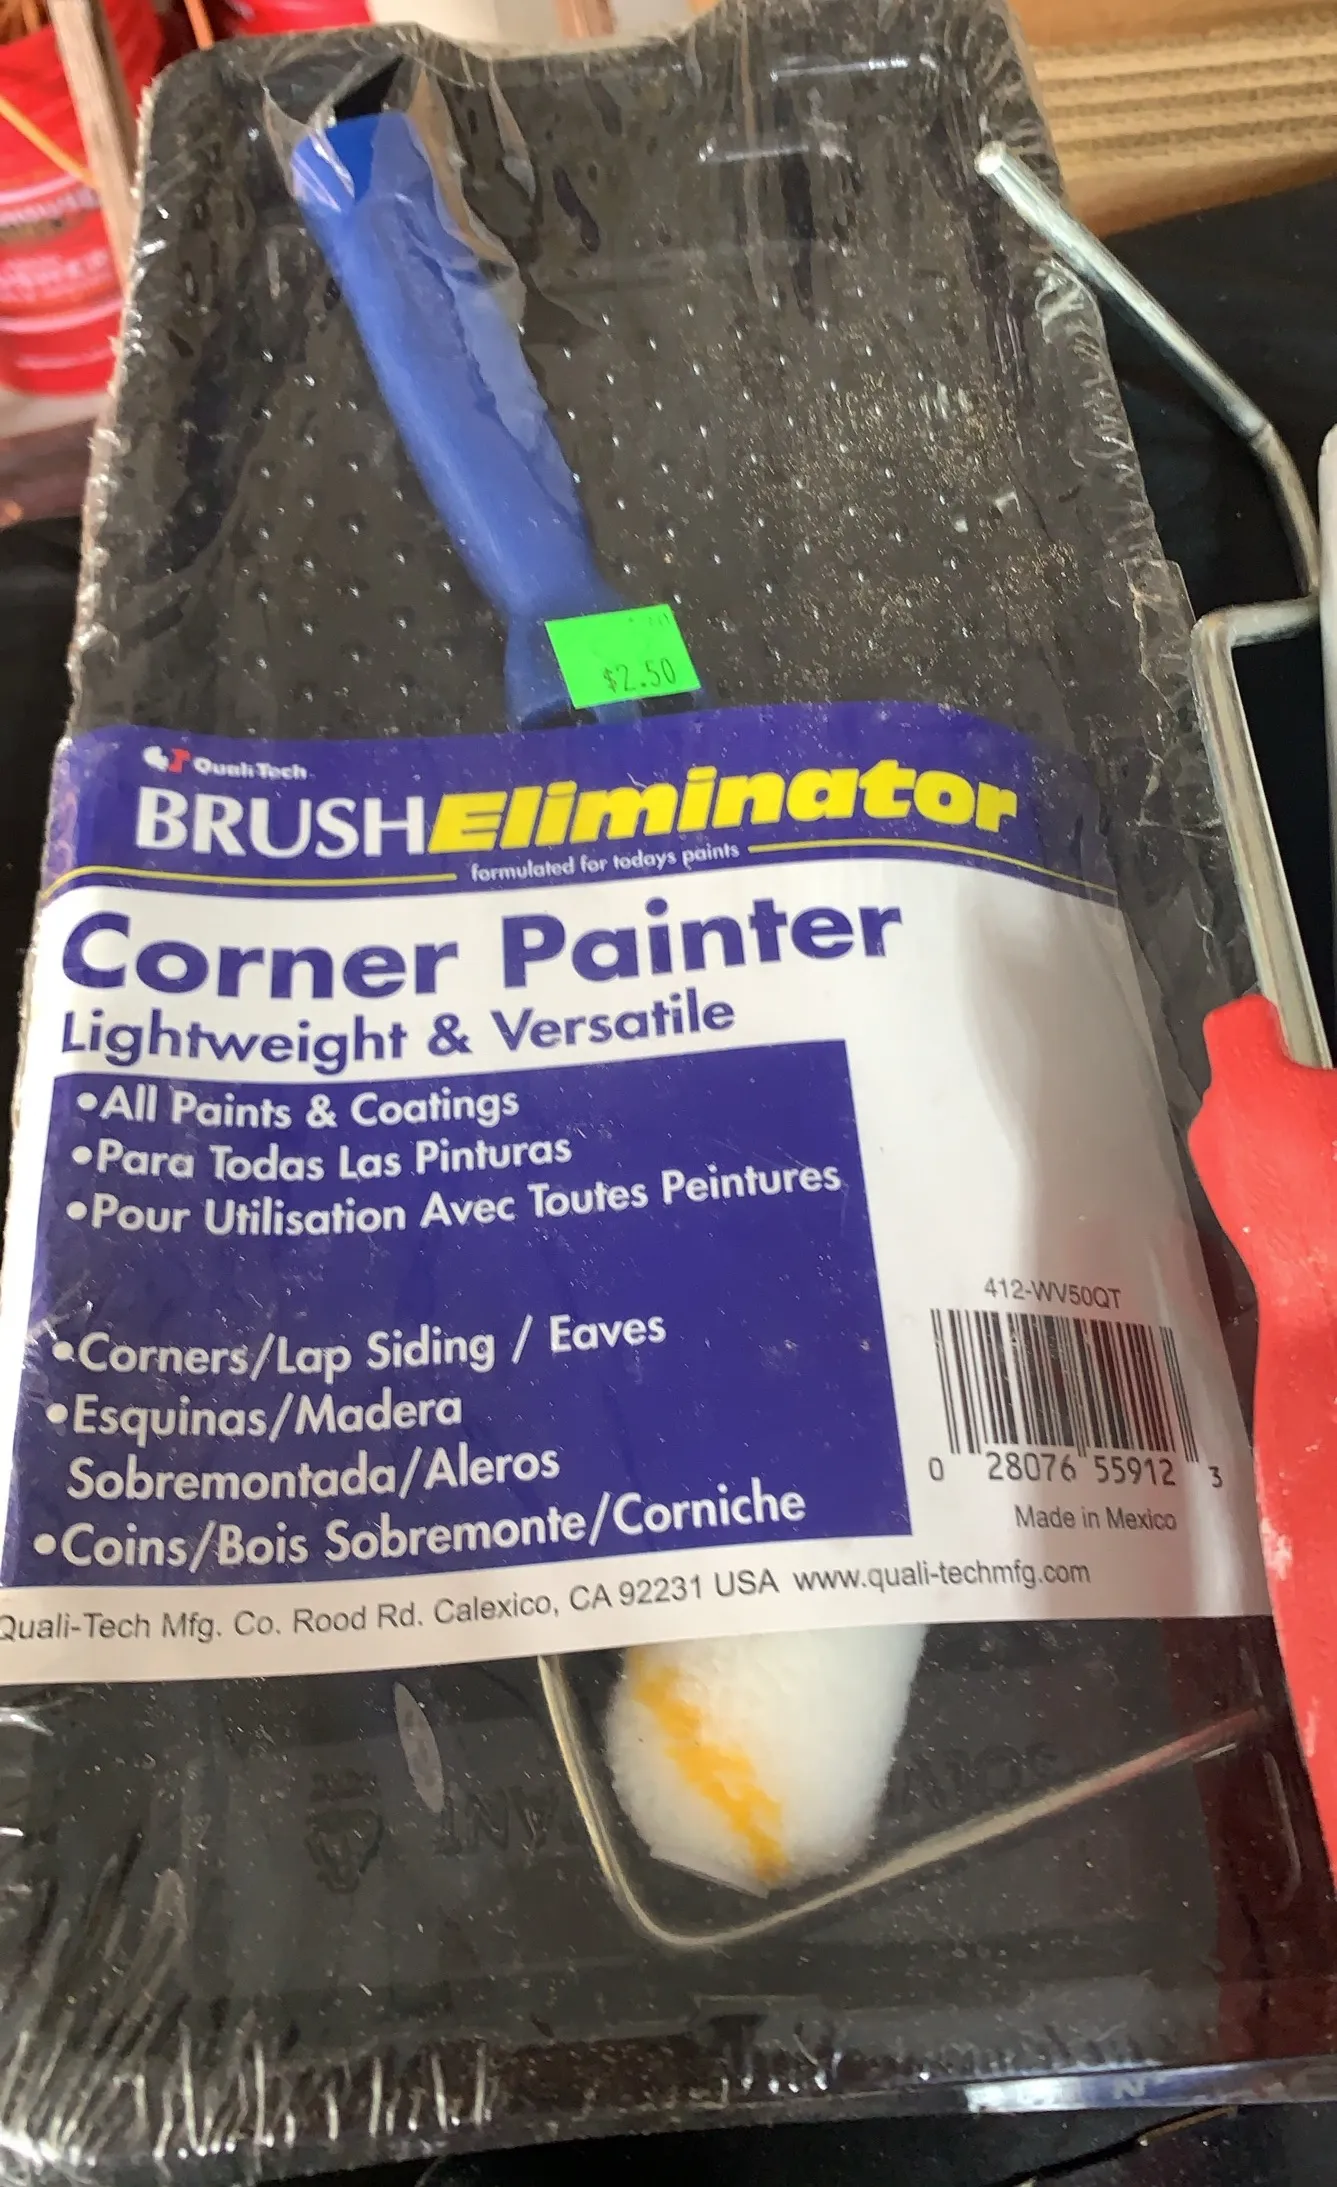 $2.50
Quali-Tech
BRUSHEliminator
formulated for todays paints
Corner Painter
Lightweight & Versatile
•All Paints & Coatings
•Para Todas Las Pinturas
•Pour Utilisation Avec Toutes Peintures
•Corners/Lap Siding / Eaves
•Esquinas/Madera
Sobremontada/Aleros
•Coins/Bois Sobremonte/Corniche
412-WV50QT
0 28076 55912 3
Made in Mexico
Quali-Tech Mfg. Co. Rood Rd. Calexico, CA 92231 USA www.quali-techmfg.com